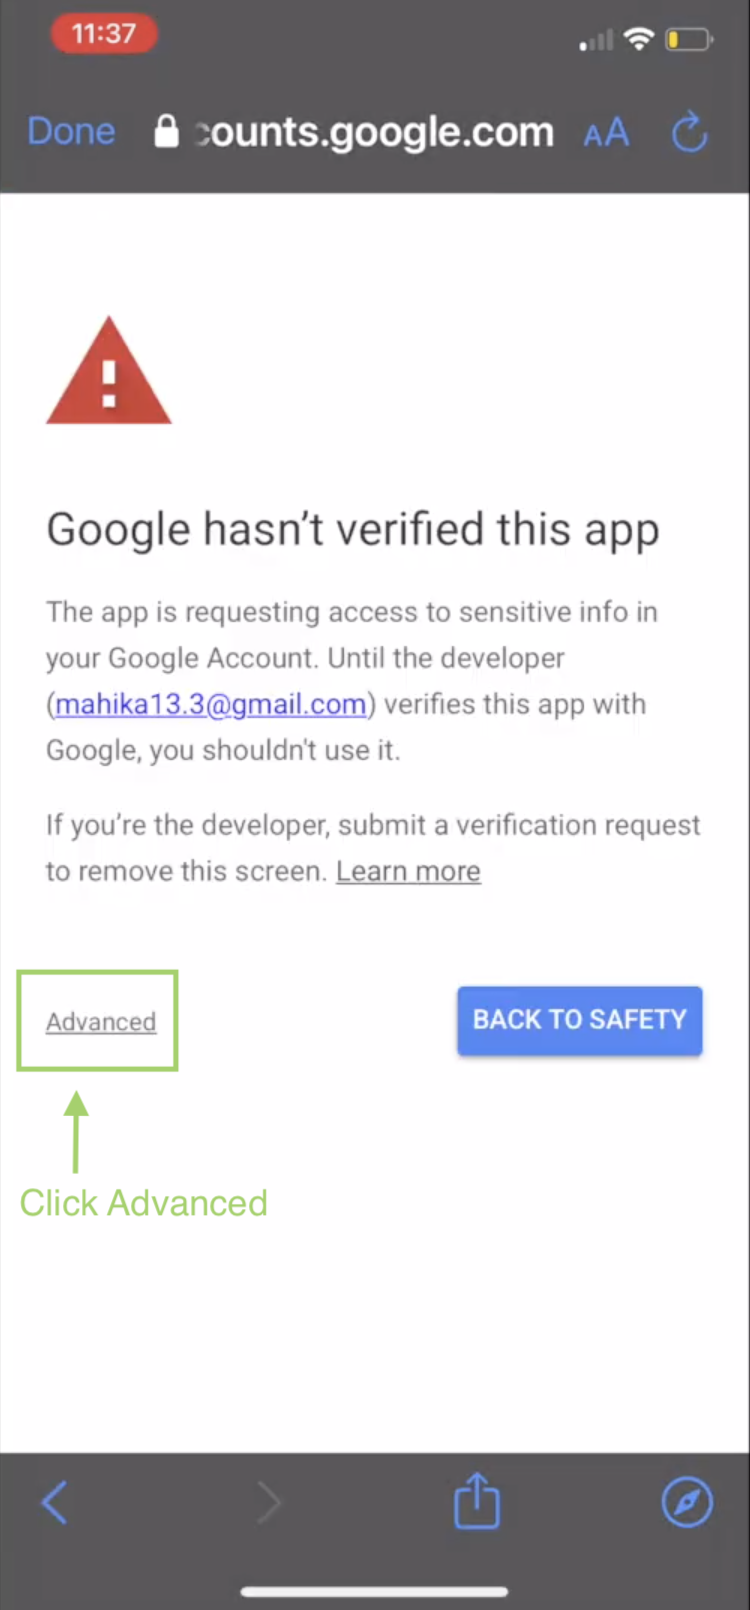 11:37
Done
counts.google.com
AA
Google hasn’t verified this app
The app is requesting access to sensitive info in
your Google Account. Until the developer
(mahika13.3@gmail.com) verifies this app with
Google, you shouldn't use it.
If you’re the developer, submit a verification request
to remove this screen. Learn more
Advanced
BACK TO SAFETY
Click Advanced